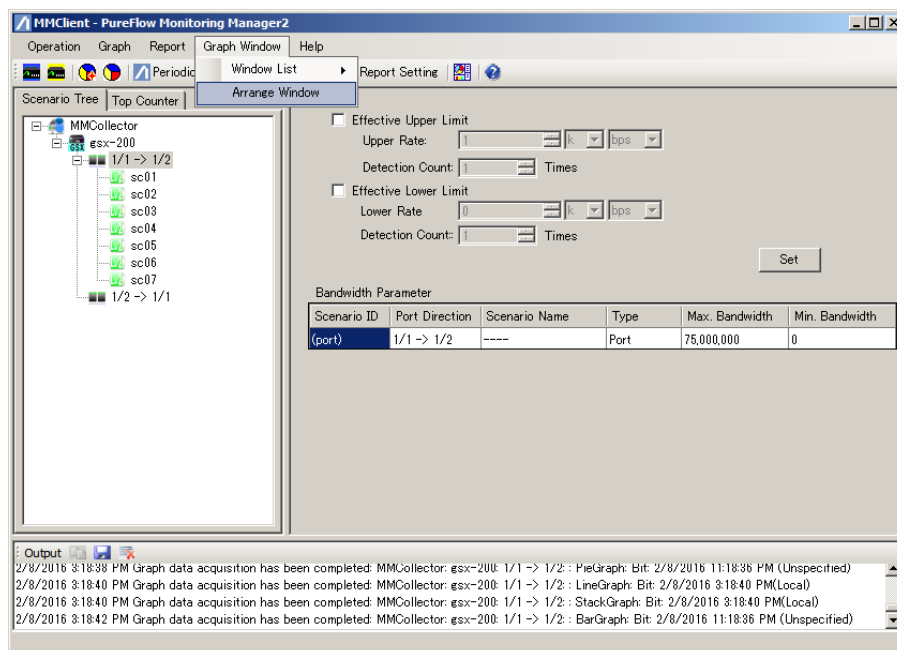 MMClient - PureFlow Monitoring Manager2
Operation Graph Report Graph Window Help
Periodic Report Setting
Window List
Arrange Window
Scenario Tree Top Counter
MMCollector
gsx-200
1/1 -> 1/2
sc01
sc02
sc03
sc04
sc05
sc06
sc07
1/2 -> 1/1
Effective Upper Limit
Upper Rate: 1 k bps
Detection Count: 1 Times
Effective Lower Limit
Lower Rate 0 k bps
Detection Count: 1 Times
Set
Bandwidth Parameter
Scenario ID Port Direction Scenario Name Type Max. Bandwidth Min. Bandwidth
(port) 1/1 -> 1/2 ---- Port 75,000,000 0
Output
2/8/2016 3:18:38 PM Graph data acquisition has been completed: MMCollector: gsx-200: 1/1 -> 1/2: : PieGraph: Bit: 2/8/2016 11:18:36 PM (Unspecified)
2/8/2016 3:18:40 PM Graph data acquisition has been completed: MMCollector: gsx-200: 1/1 -> 1/2: : LineGraph: Bit: 2/8/2016 3:18:40 PM(Local)
2/8/2016 3:18:40 PM Graph data acquisition has been completed: MMCollector: gsx-200: 1/1 -> 1/2: : StackGraph: Bit: 2/8/2016 3:18:40 PM(Local)
2/8/2016 3:18:42 PM Graph data acquisition has been completed: MMCollector: gsx-200: 1/1 -> 1/2: : BarGraph: Bit: 2/8/2016 11:18:36 PM (Unspecified)